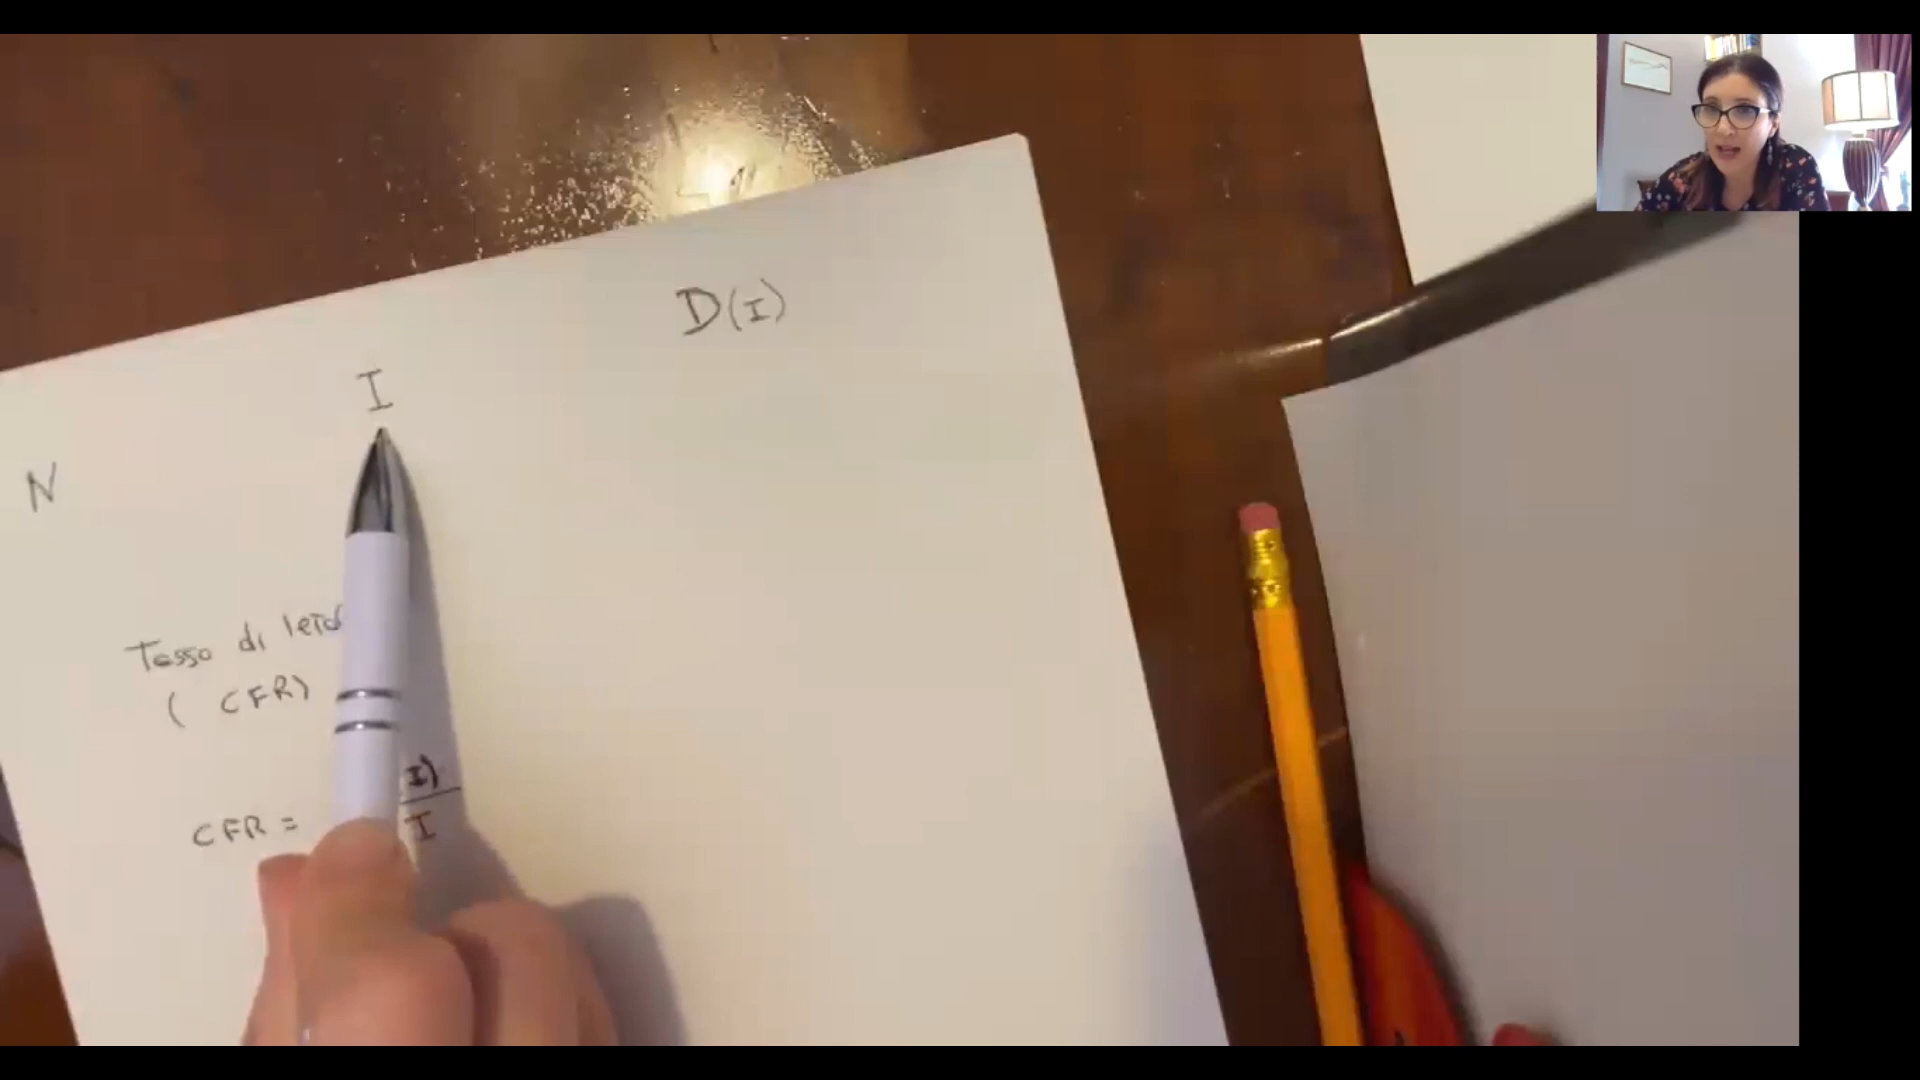 D(I)
I
N
Tasso di
( CFR)
CFR = I)
I